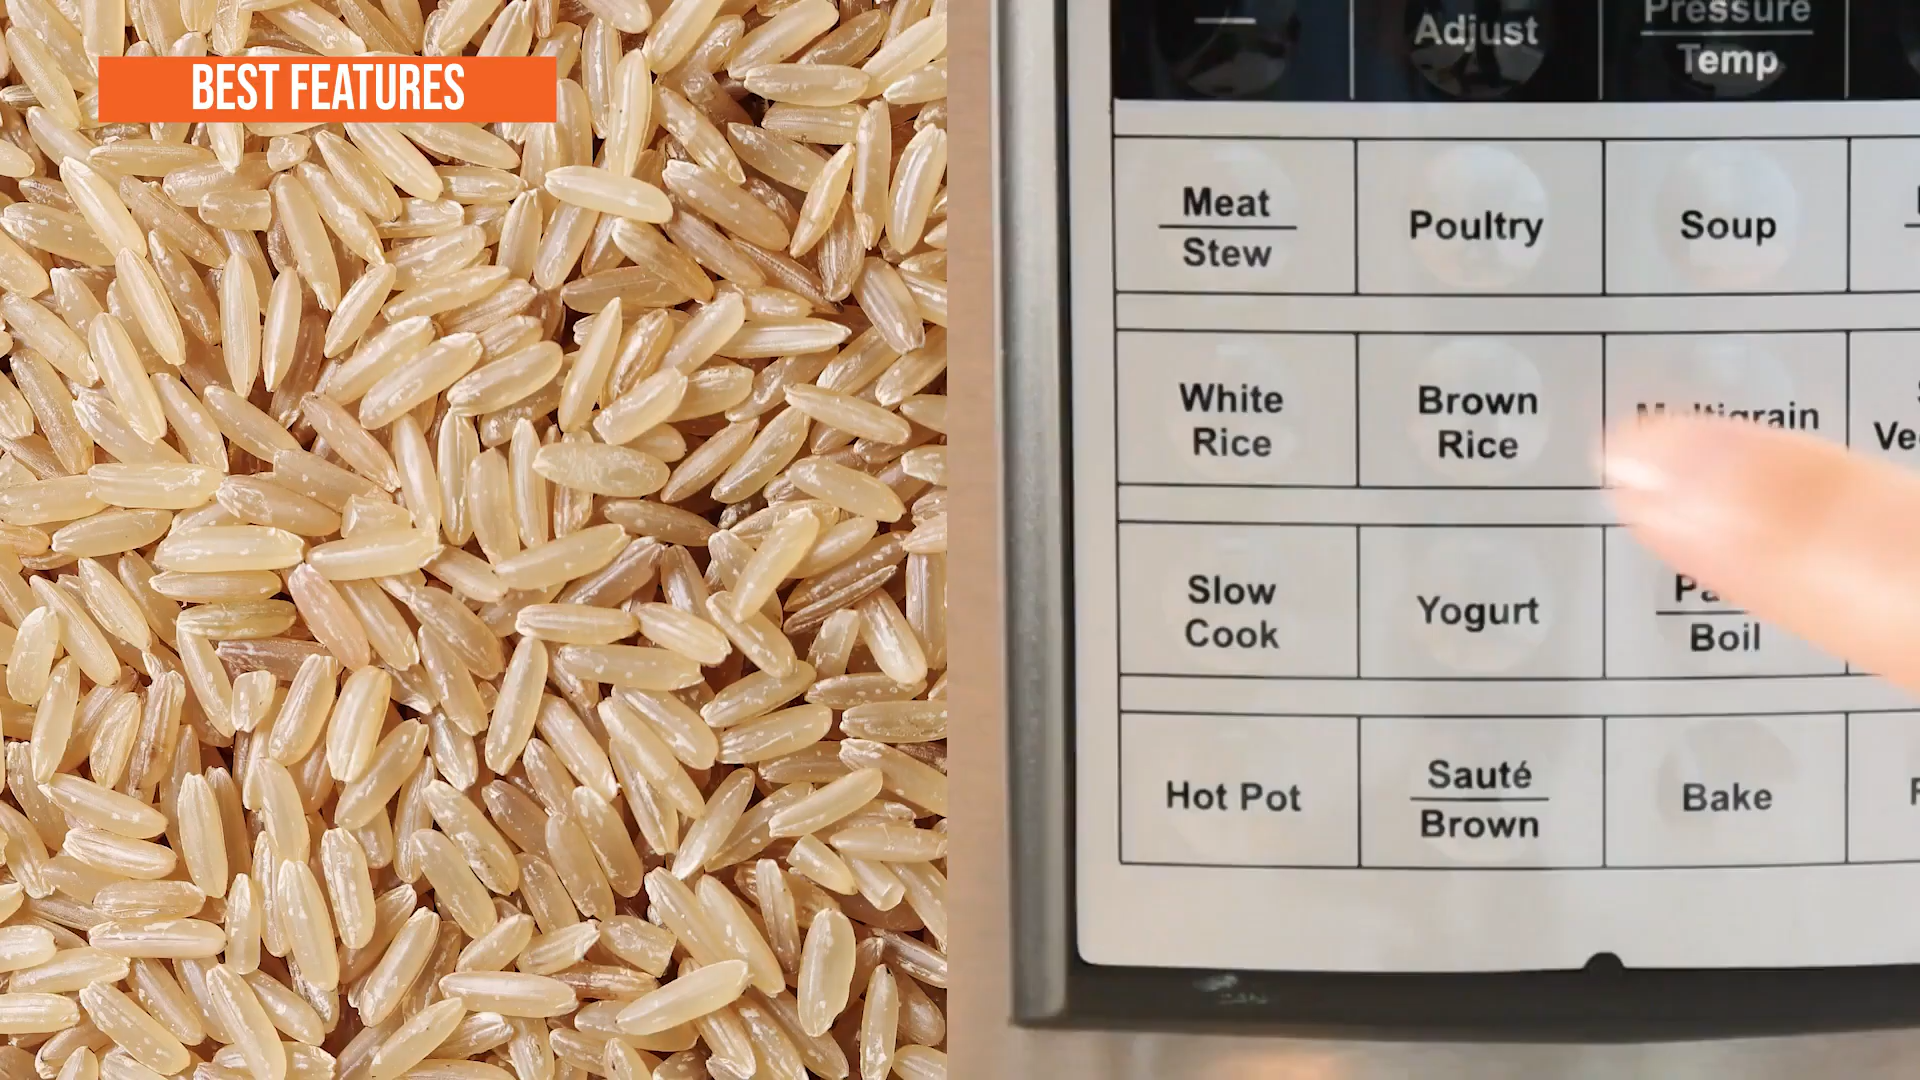 BEST FEATURES
Adjust
Pressure
Temp
Meat
Stew
Poultry
Soup
White
Rice
Brown
Rice
Multigrain
Slow
Cook
Yogurt
Boil
Hot Pot
Sauté
Brown
Bake